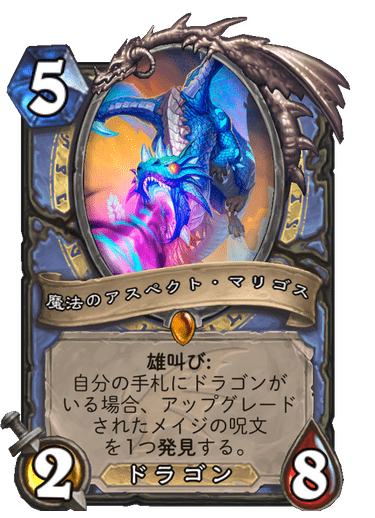 5
魔法のアスペクト・マリゴス
雄叫び:
自分の手札にドラゴンが
いる場合、アップグレード
されたメイジの呪文
を1つ発見する。
2
ドラゴン
8